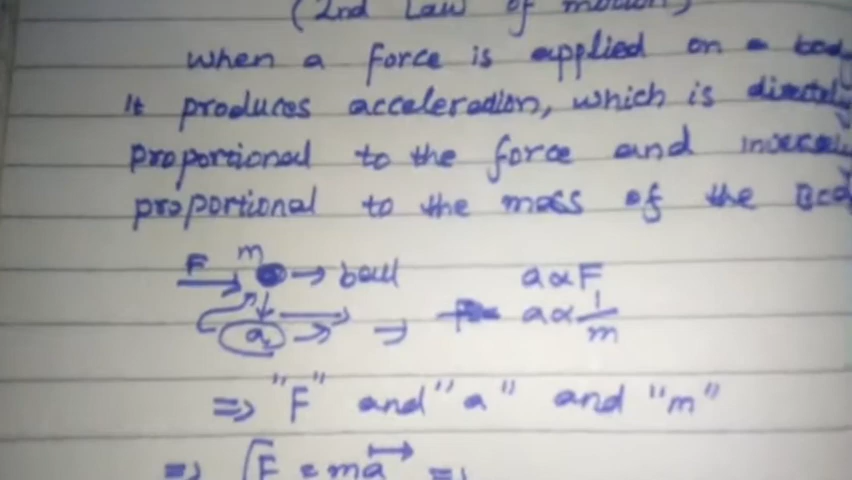 (2nd Law of motion)
when a force is applied on a body
It produces acceleration, which is directly
proportional to the force and inversely
proportional to the mass of the Body
F m → ball a∝F
a → a∝ 1/m
⇒ "F" and "a" and "m"
⇒ F = ma ⇒